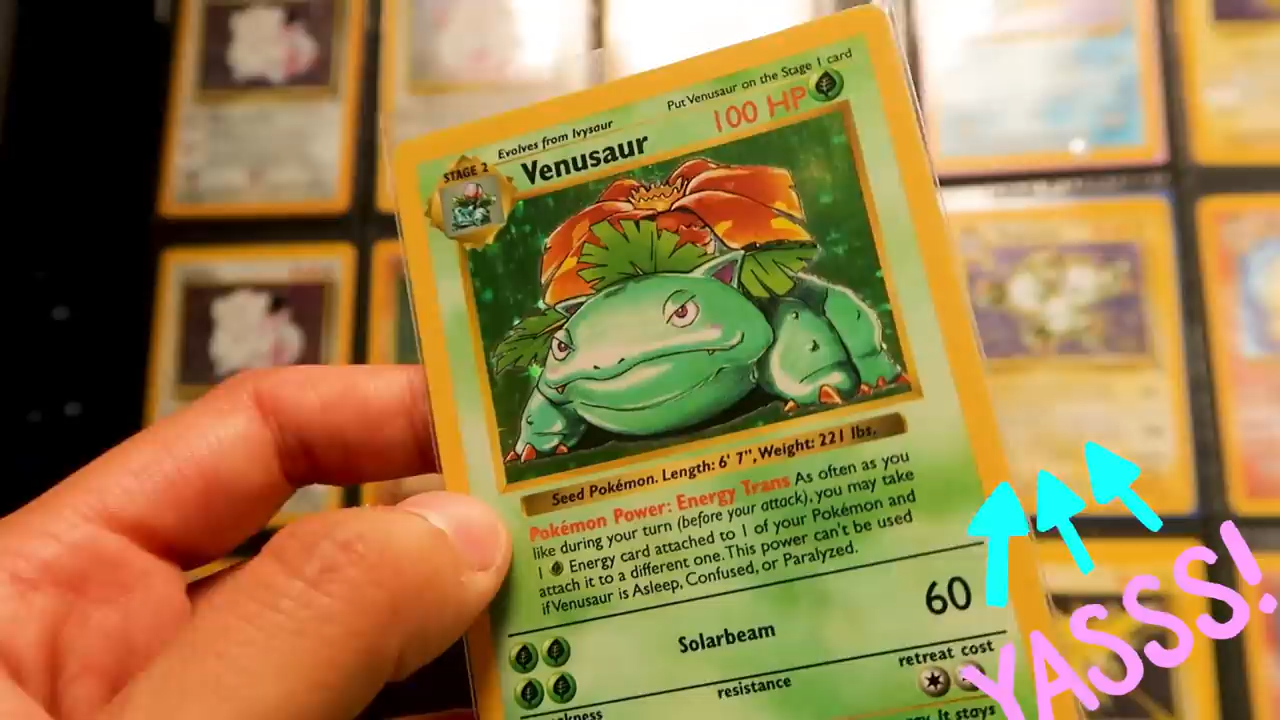 Put Venusaur on the Stage 1 card
Evolves from Ivysaur
100 HP
STAGE 2
Venusaur
Seed Pokémon. Length: 6' 7", Weight: 221 lbs.
Pokémon Power: Energy Trans As often as you
like during your turn (before your attack), you may take
1 Energy card attached to 1 of your Pokémon and
attach it to a different one. This power can't be used
if Venusaur is Asleep, Confused, or Paralyzed.
Solarbeam 60
resistance
retreat cost
It stays
YASSS!